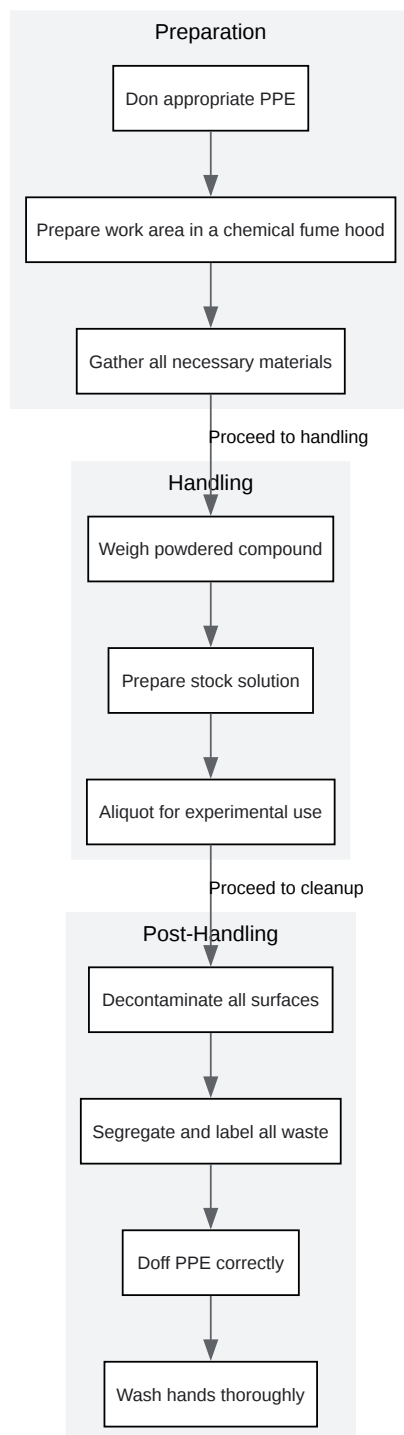 Preparation
Don appropriate PPE
Prepare work area in a chemical fume hood
Gather all necessary materials
Proceed to handling
Handling
Weigh powdered compound
Prepare stock solution
Aliquot for experimental use
Proceed to cleanup
Post-Handling
Decontaminate all surfaces
Segregate and label all waste
Doff PPE correctly
Wash hands thoroughly